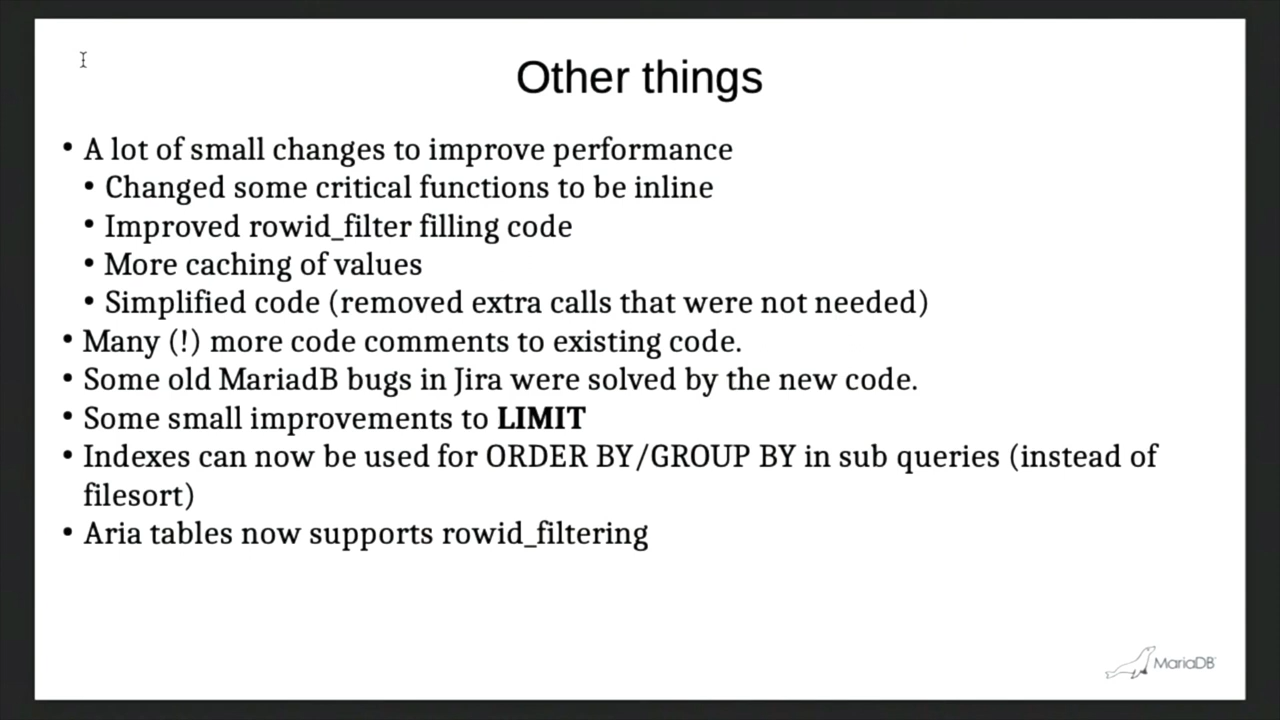 Other things
• A lot of small changes to improve performance
• Changed some critical functions to be inline
• Improved rowid_filter filling code
• More caching of values
• Simplified code (removed extra calls that were not needed)
• Many (!) more code comments to existing code.
• Some old MariadB bugs in Jira were solved by the new code.
• Some small improvements to LIMIT
• Indexes can now be used for ORDER BY/GROUP BY in sub queries (instead of
filesort)
• Aria tables now supports rowid_filtering
MariaDB